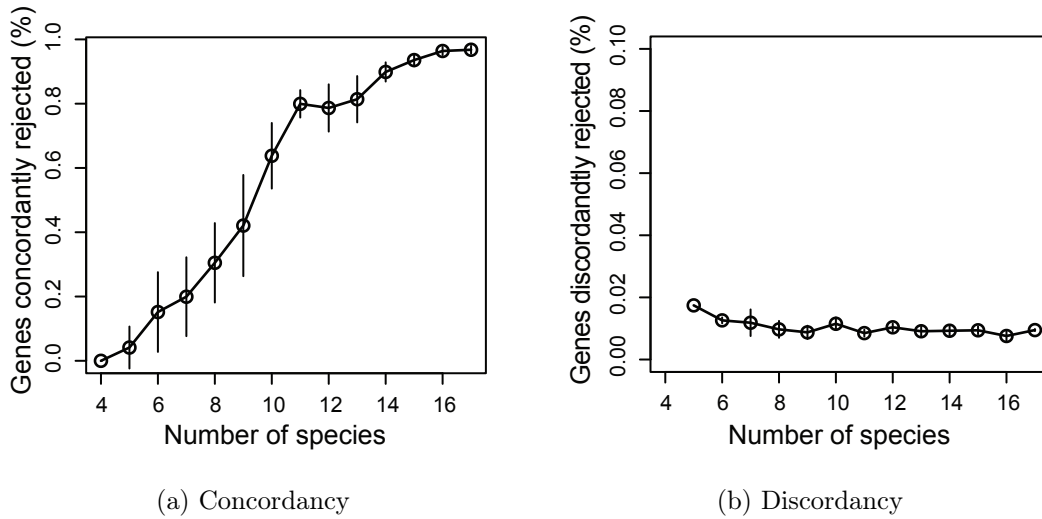 Genes concordantly rejected (%)
1.0
0.8
0.6
0.4
0.2
0.0
4 6 8 10 12 14 16
Number of species
(a) Concordancy
Genes discordandtly rejected (%)
0.10
0.08
0.06
0.04
0.02
0.00
4 6 8 10 12 14 16
Number of species
(b) Discordancy